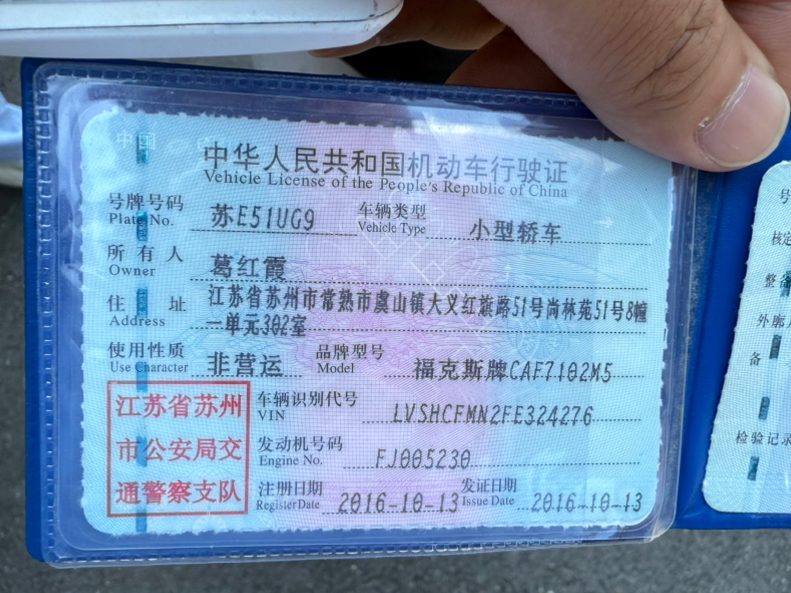 中国
中华人民共和国机动车行驶证
Vehicle License of the People's Republic of China
号牌号码 苏E51UG9 车辆类型 小型轿车
Plate No. Vehicle Type
所有人 葛红霞
Owner
住址 江苏省苏州市常熟市虞山镇大义红旗路51号尚林苑51号8幢
Address 一单元302室
使用性质 非营运 品牌型号 福克斯牌CAF7102M5
Use Character Model
江苏省苏州 车辆识别代号 LVSHCFMN2FE324276
VIN
市公安局交 发动机号码 FJ005230
Engine No.
通警察支队 注册日期 2016-10-13 发证日期 2016-10-13
Register Date Issue Date
号
核定
整备
外廓
备
检验记录